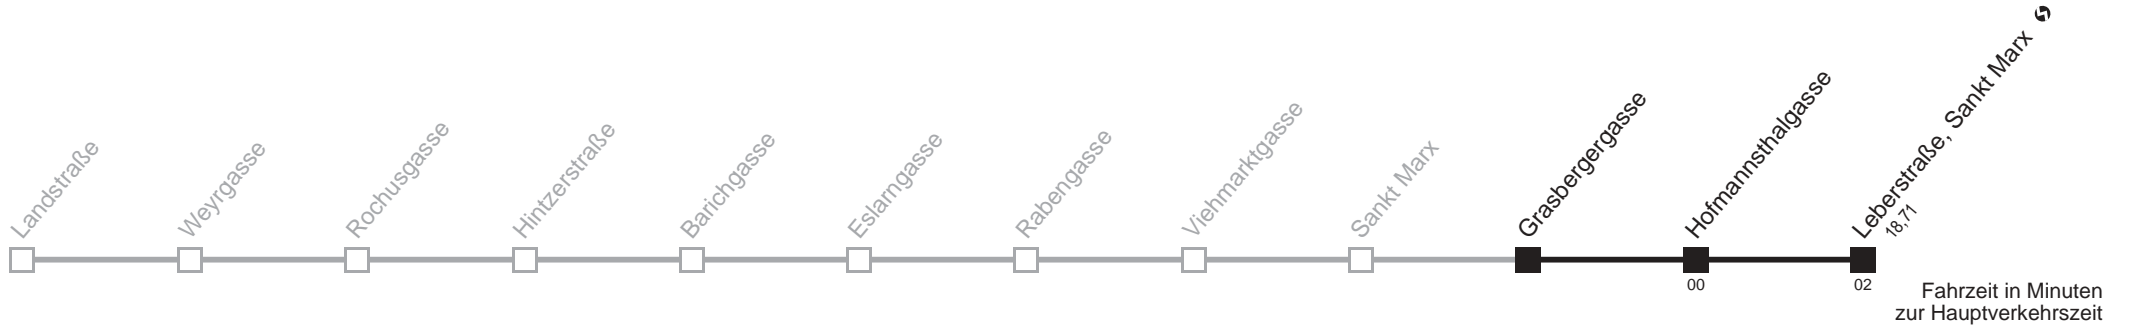 Landstraße
Weyrgasse
Rochusgasse
Hintzerstraße
Barichgasse
Eslarngasse
Rabengasse
Viehmarktgasse
Sankt Marx
Grasbergergasse
Hofmannsthalgasse
Leberstraße, Sankt Marx
18,71
00
02
Fahrzeit in Minuten
zur Hauptverkehrszeit